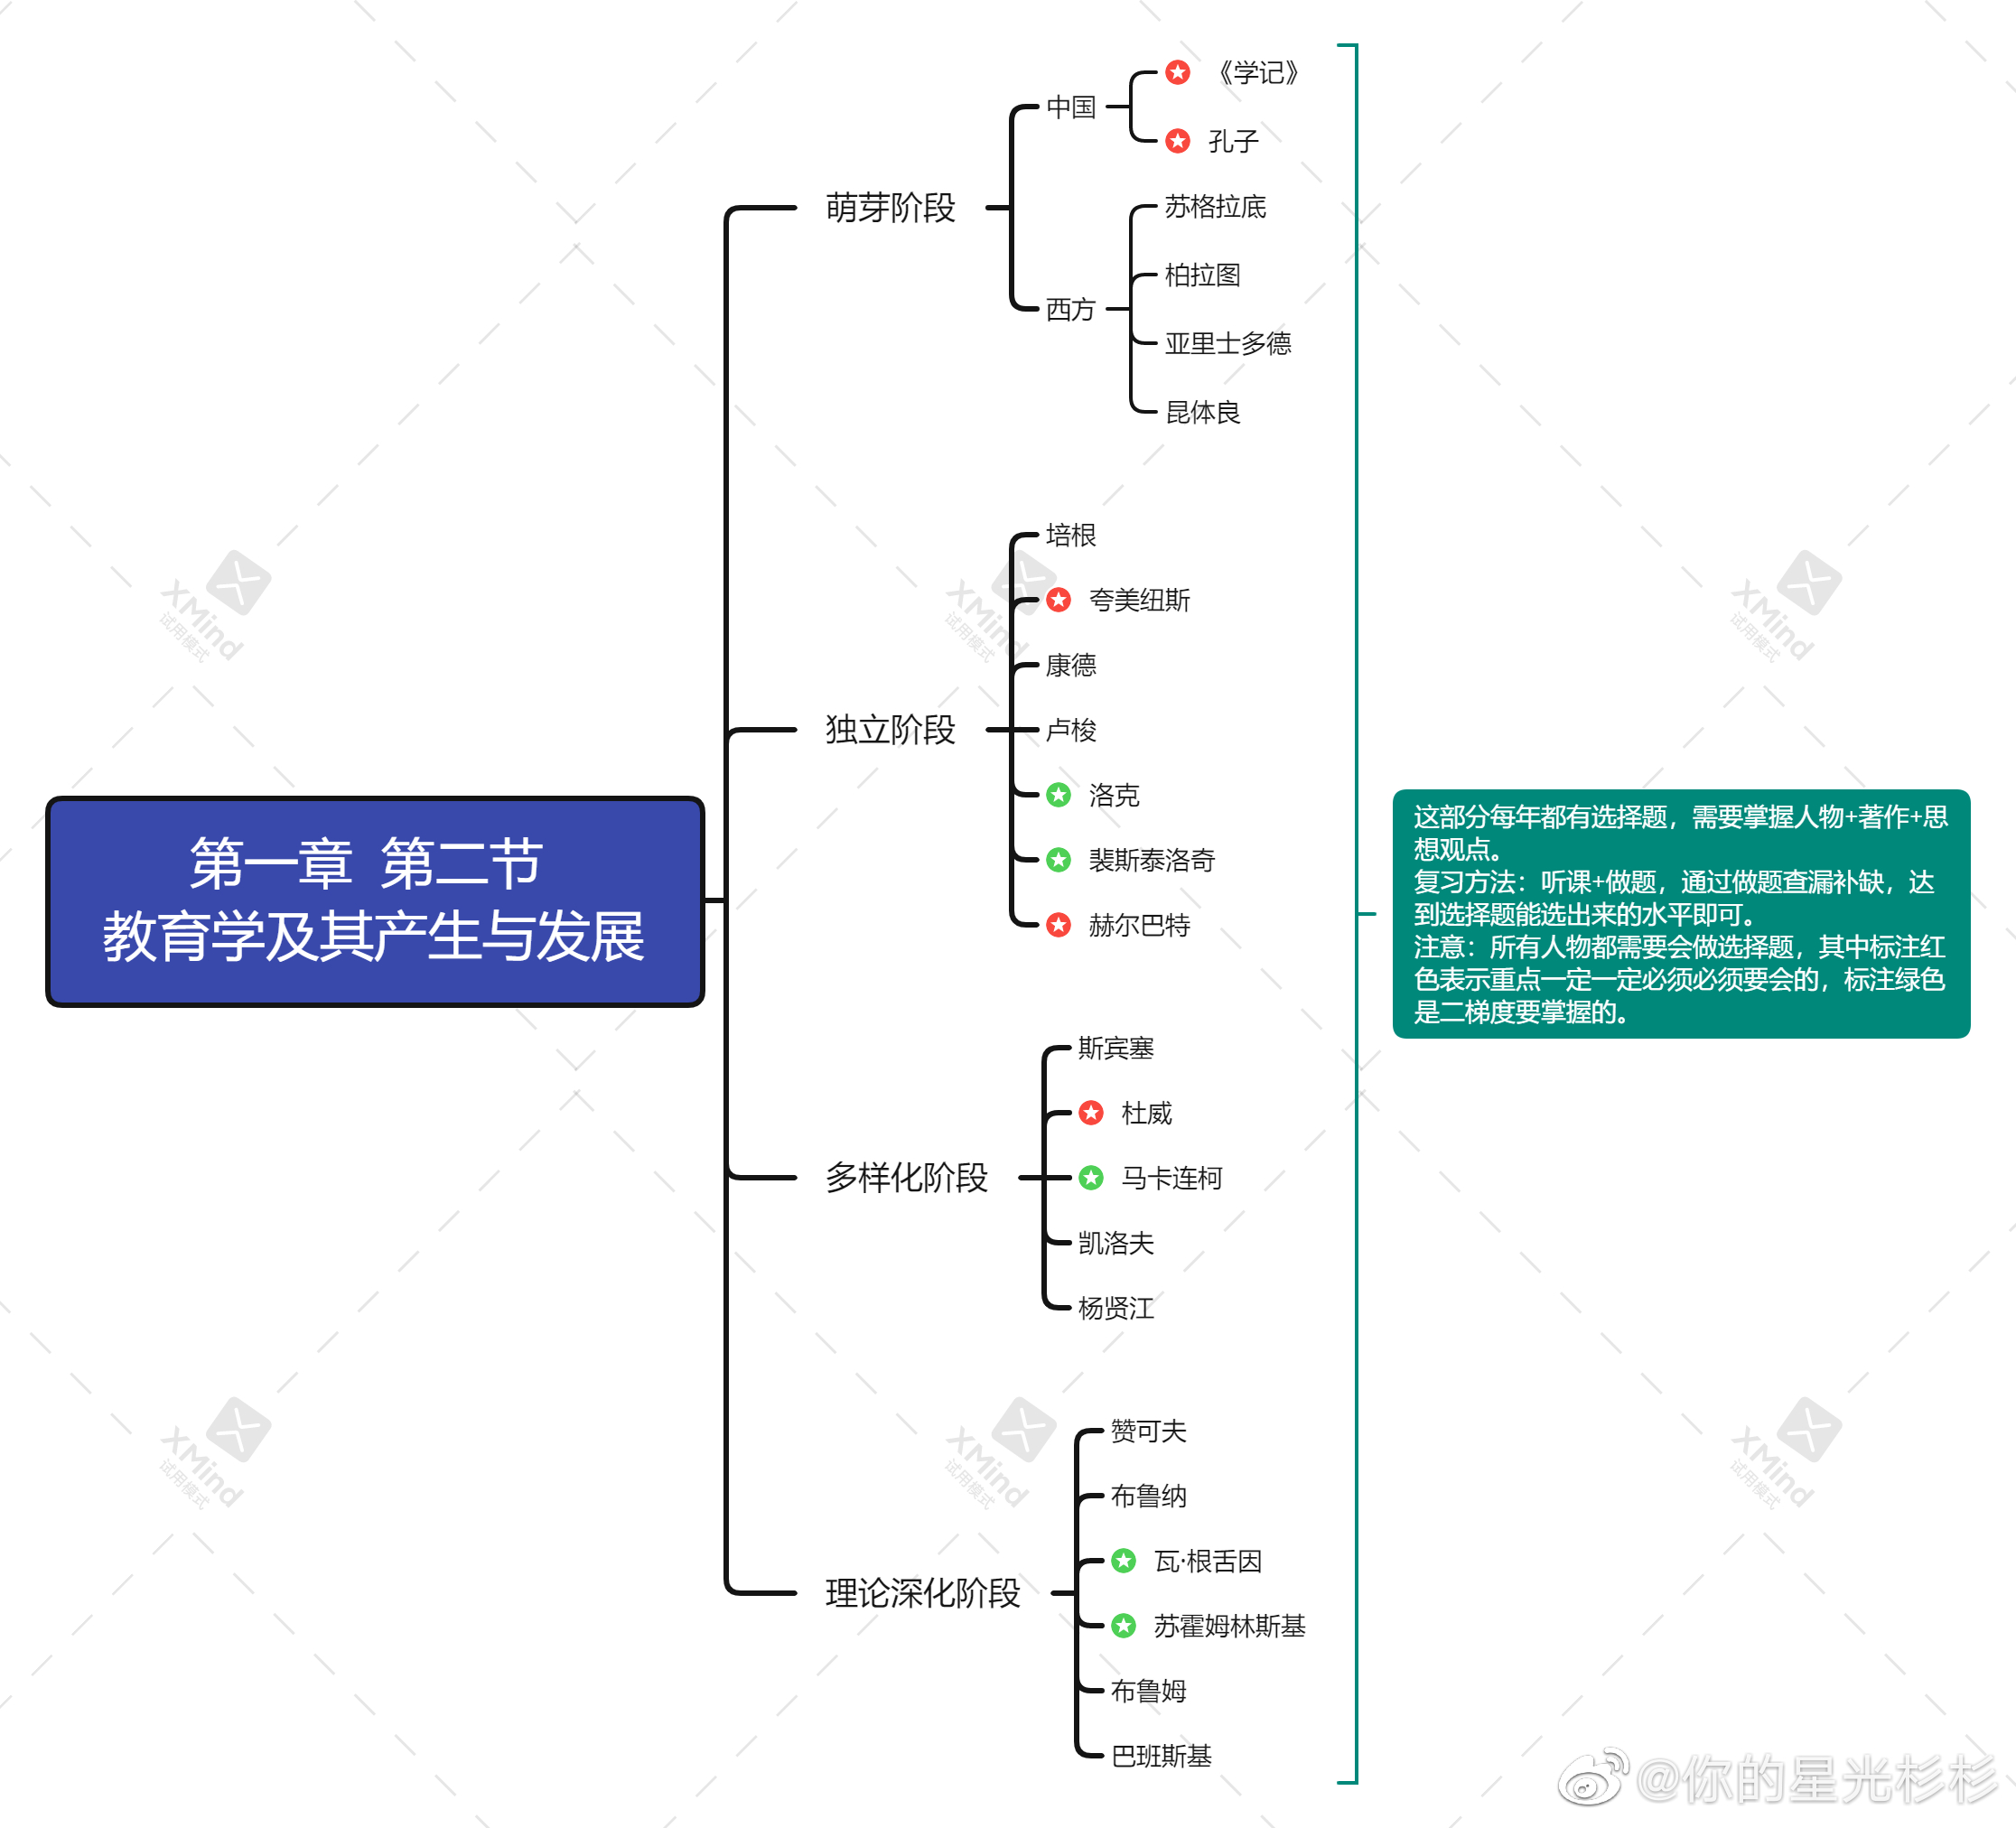 第一章 第二节
教育学及其产生与发展
萌芽阶段
中国
《学记》
孔子
西方
苏格拉底
柏拉图
亚里士多德
昆体良
独立阶段
培根
夸美纽斯
康德
卢梭
洛克
裴斯泰洛奇
赫尔巴特
多样化阶段
斯宾塞
杜威
马卡连柯
凯洛夫
杨贤江
理论深化阶段
赞可夫
布鲁纳
瓦·根舌因
苏霍姆林斯基
布鲁姆
巴班斯基
这部分每年都有选择题，需要掌握人物+著作+思
想观点。
复习方法：听课+做题，通过做题查漏补缺，达
到选择题能选出来的水平即可。
注意：所有人物都需要会做选择题，其中标注红
色表示重点一定一定必须必须要会的，标注绿色
是二梯度要掌握的。
XMind
试用模式
XMind
试用模式
XMind
试用模式
XMind
试用模式
XMind
试用模式
XMind
试用模式
@你的星光杉杉